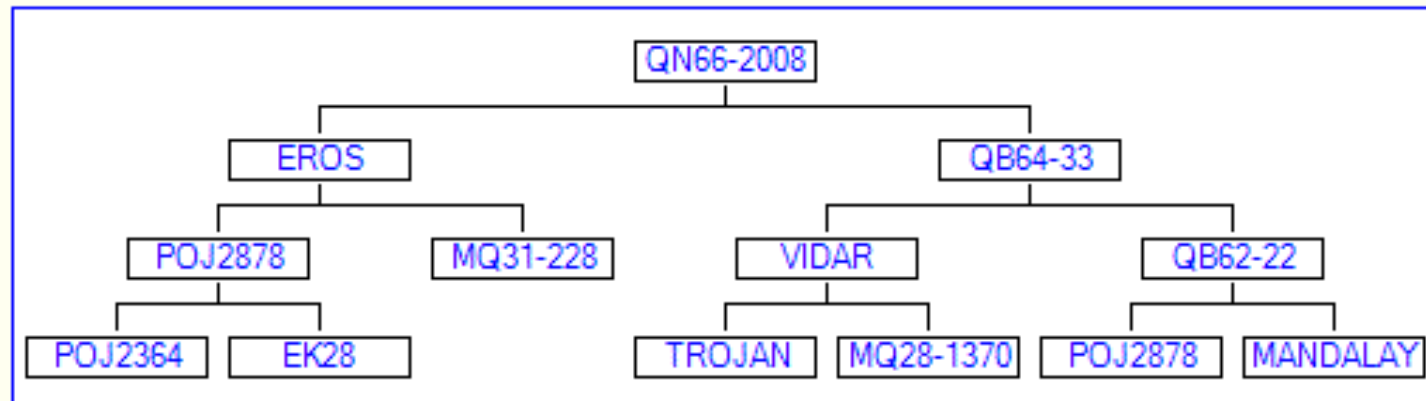 QN66-2008
EROS
QB64-33
POJ2878
MQ31-228
VIDAR
QB62-22
POJ2364
EK28
TROJAN
MQ28-1370
POJ2878
MANDALAY